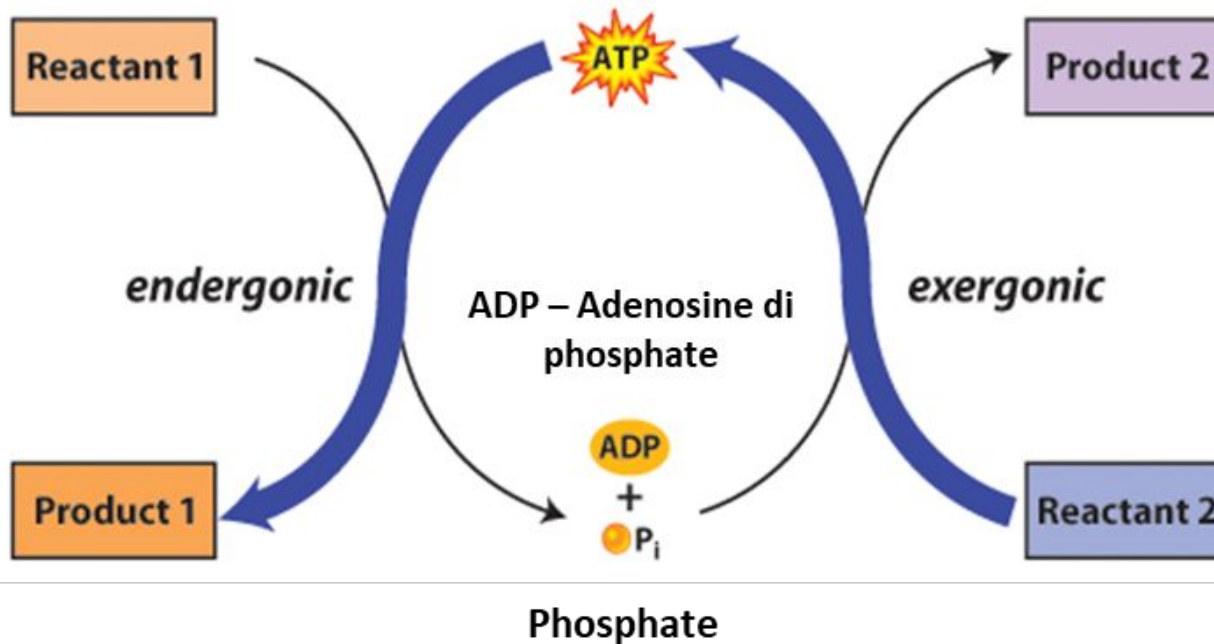 Reactant 1
ATP
Product 2
endergonic
ADP – Adenosine di
phosphate
exergonic
ADP
+
Pi
Product 1
Reactant 2
Phosphate